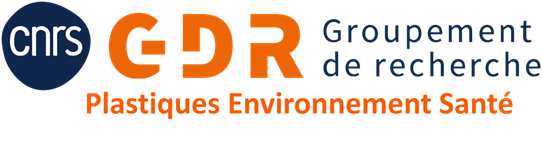 cnrs
GDR
Groupement
de recherche
Plastiques Environnement Santé